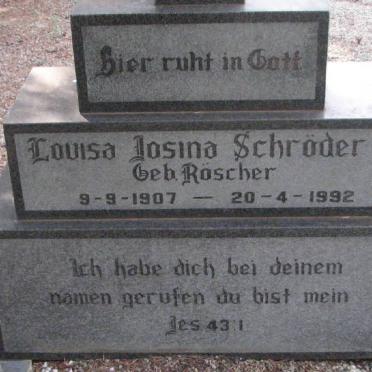 Hier ruht in Gott
Louisa Josina Schröder
Geb. Röscher
9-9-1907 — 20-4-1992
Ich habe dich bei deinem
namen gerufen du bist mein
Jes 43 1